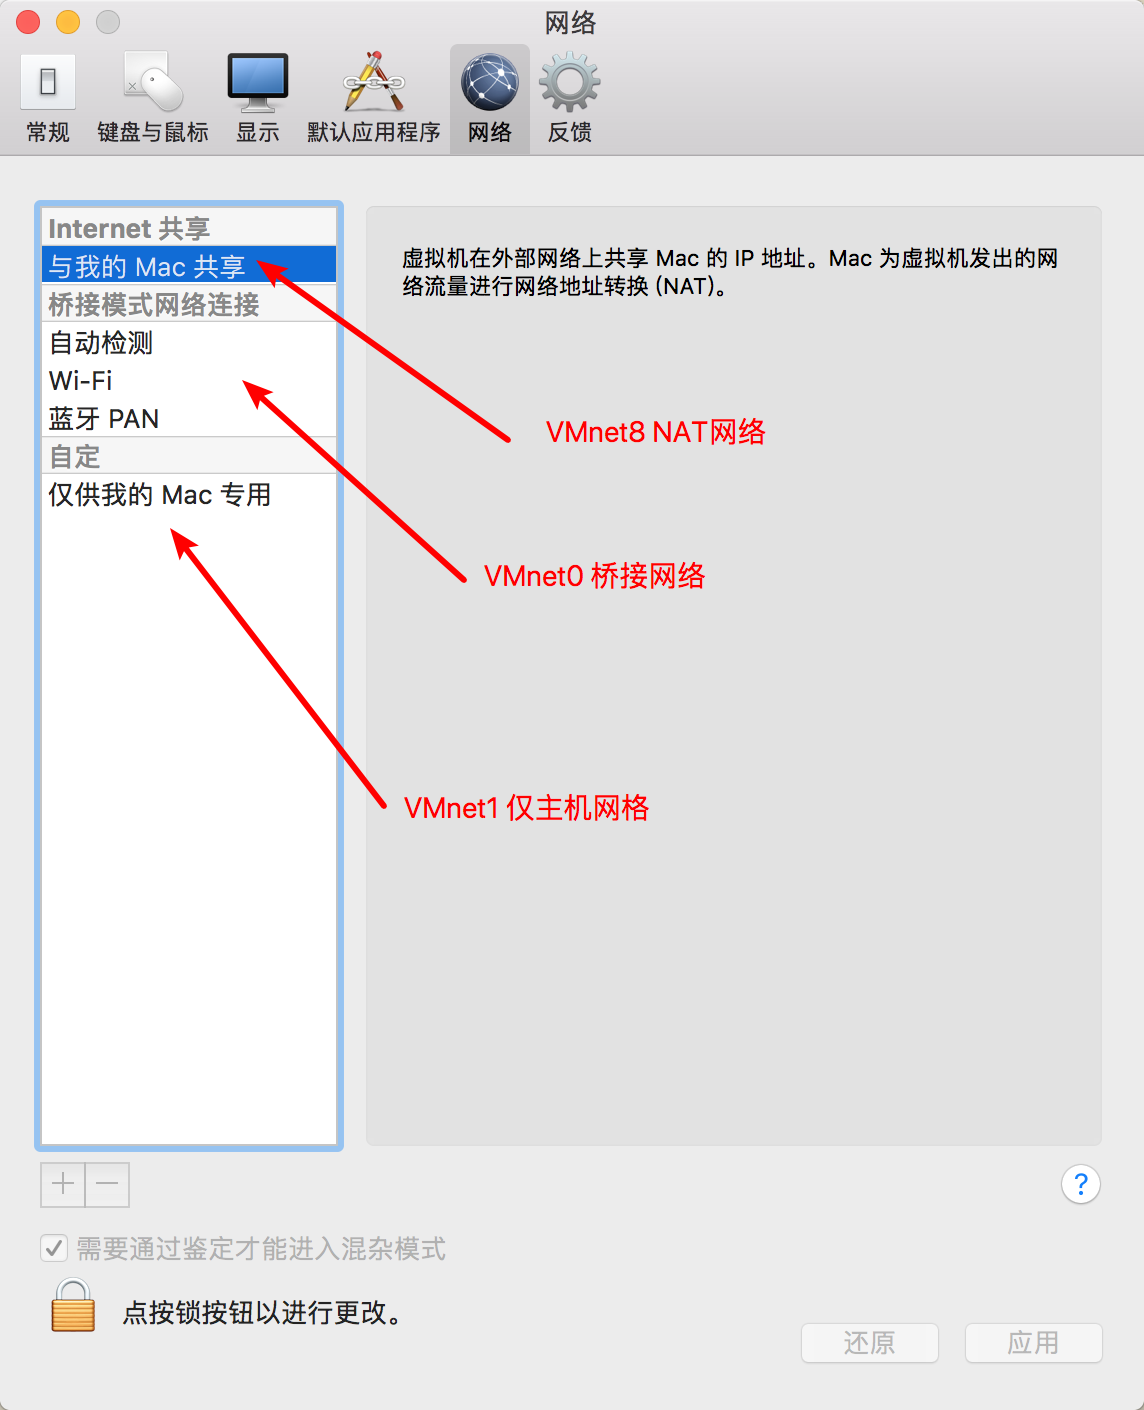 网络
常规
键盘与鼠标
显示
默认应用程序
网络
反馈
Internet 共享
与我的 Mac 共享
桥接模式网络连接
自动检测
Wi-Fi
蓝牙 PAN
自定
仅供我的 Mac 专用
虚拟机在外部网络上共享 Mac 的 IP 地址。Mac 为虚拟机发出的网
络流量进行网络地址转换 (NAT)。
VMnet8 NAT网络
VMnet0 桥接网络
VMnet1 仅主机网格
?
需要通过鉴定才能进入混杂模式
点按锁按钮以进行更改。
还原
应用